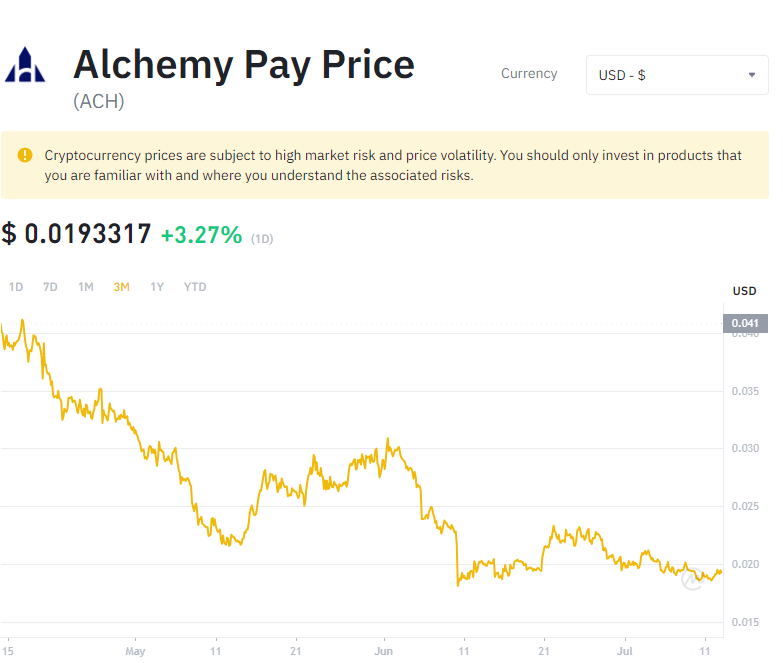 Alchemy Pay Price
(ACH)
Currency
USD - $
Cryptocurrency prices are subject to high market risk and price volatility. You should only invest in products that
you are familiar with and where you understand the associated risks.
$ 0.0193317 +3.27% (1D)
1D 7D 1M 3M 1Y YTD
USD
0.041
0.040
0.035
0.030
0.025
0.020
0.015
15 May 11 21 Jun 11 21 Jul 11